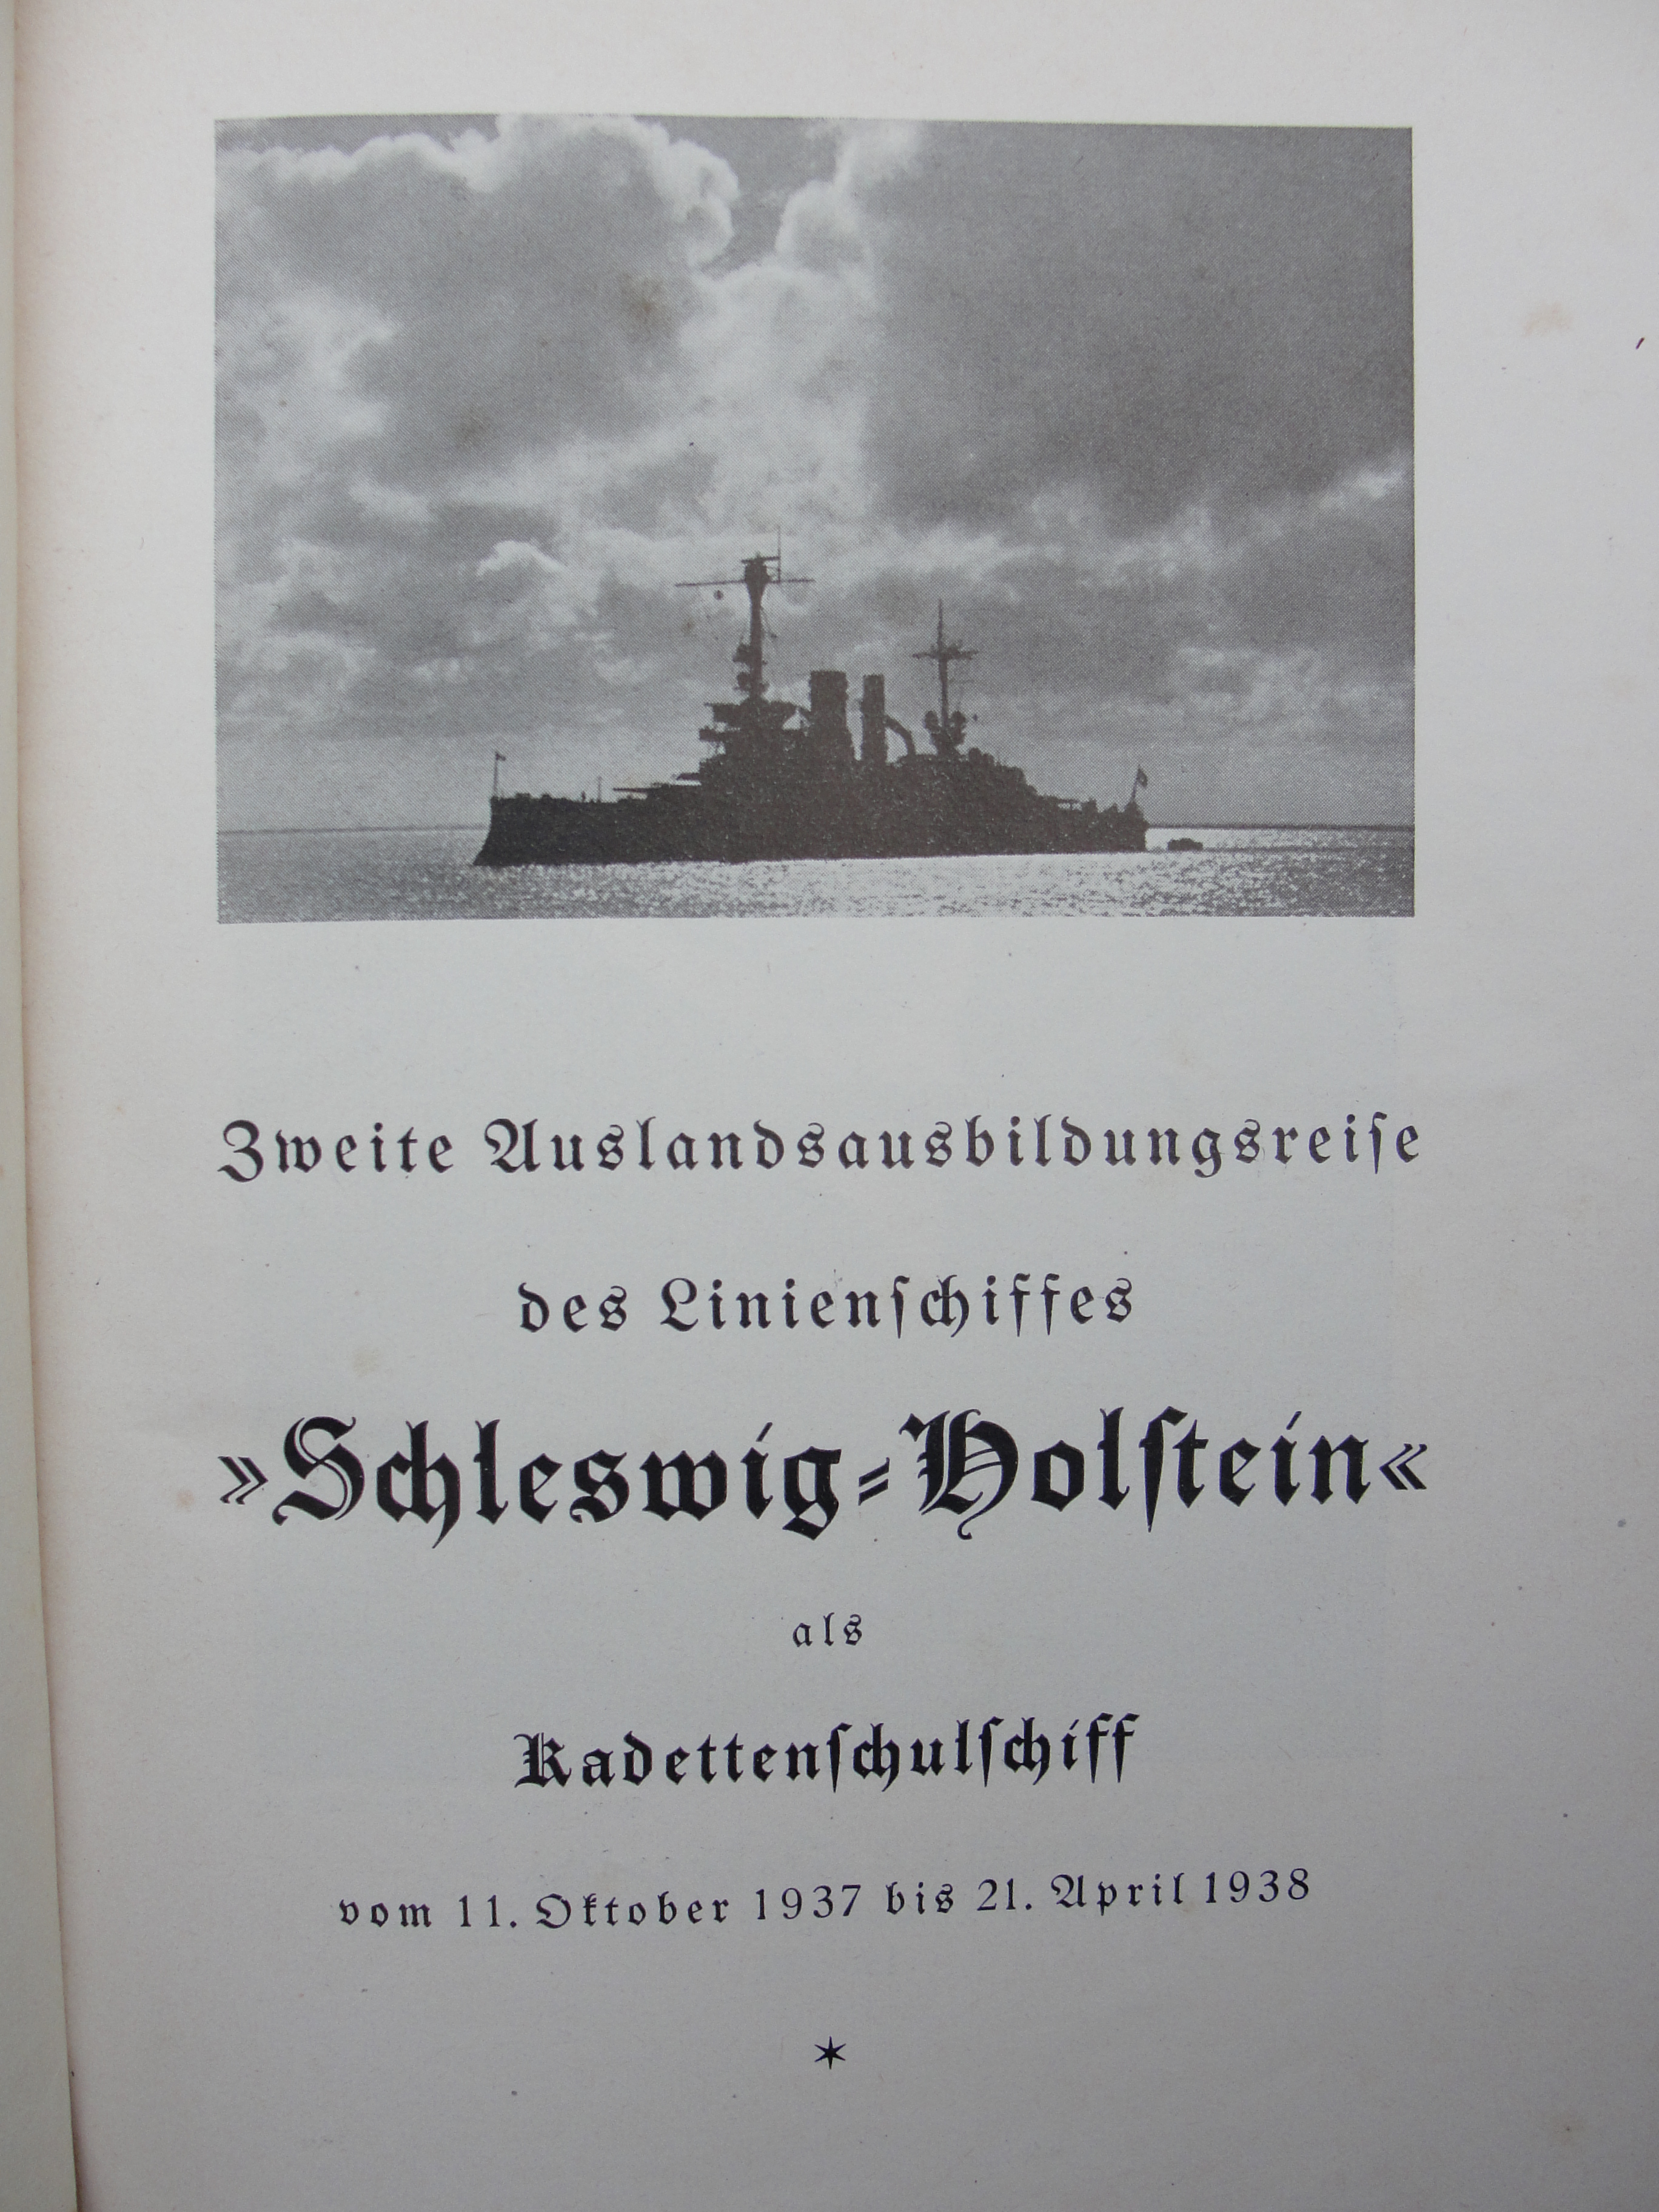 Zweite Auslandsausbildungsreiſe
des Linienſchiffes
»Schleswig=Holſtein«
als
Kadettenſchulſchiff
vom 11. Oktober 1937 bis 21. April 1938